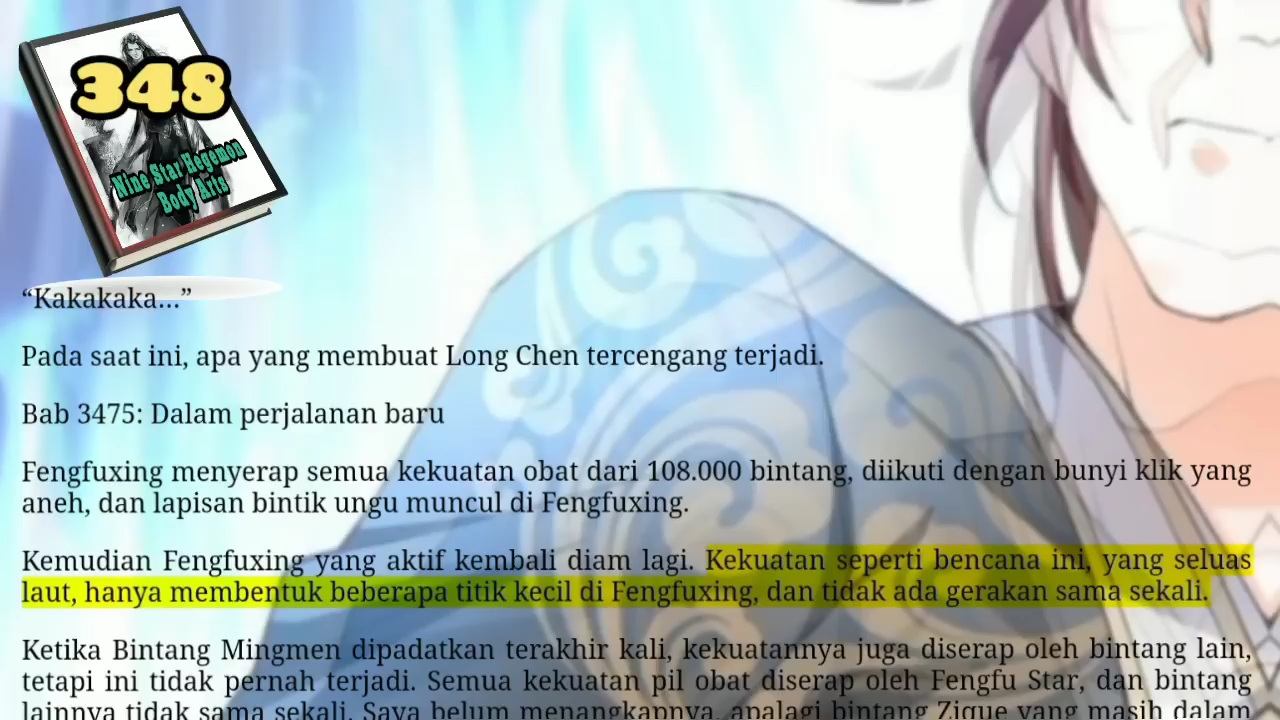 348
Nine Star Hegemon
Body Arts
“Kakakaka...”
Pada saat ini, apa yang membuat Long Chen tercengang terjadi.
Bab 3475: Dalam perjalanan baru
Fengfuxing menyerap semua kekuatan obat dari 108.000 bintang, diikuti dengan bunyi klik yang
aneh, dan lapisan bintik ungu muncul di Fengfuxing.
Kemudian Fengfuxing yang aktif kembali diam lagi. Kekuatan seperti bencana ini, yang seluas
laut, hanya membentuk beberapa titik kecil di Fengfuxing, dan tidak ada gerakan sama sekali.
Ketika Bintang Mingmen dipadatkan terakhir kali, kekuatannya juga diserap oleh bintang lain,
tetapi ini tidak pernah terjadi. Semua kekuatan pil obat diserap oleh Fengfu Star, dan bintang
lainnya tidak sama sekali. Saya belum menangkapnya, apalagi bintang Zique yang masih dalam